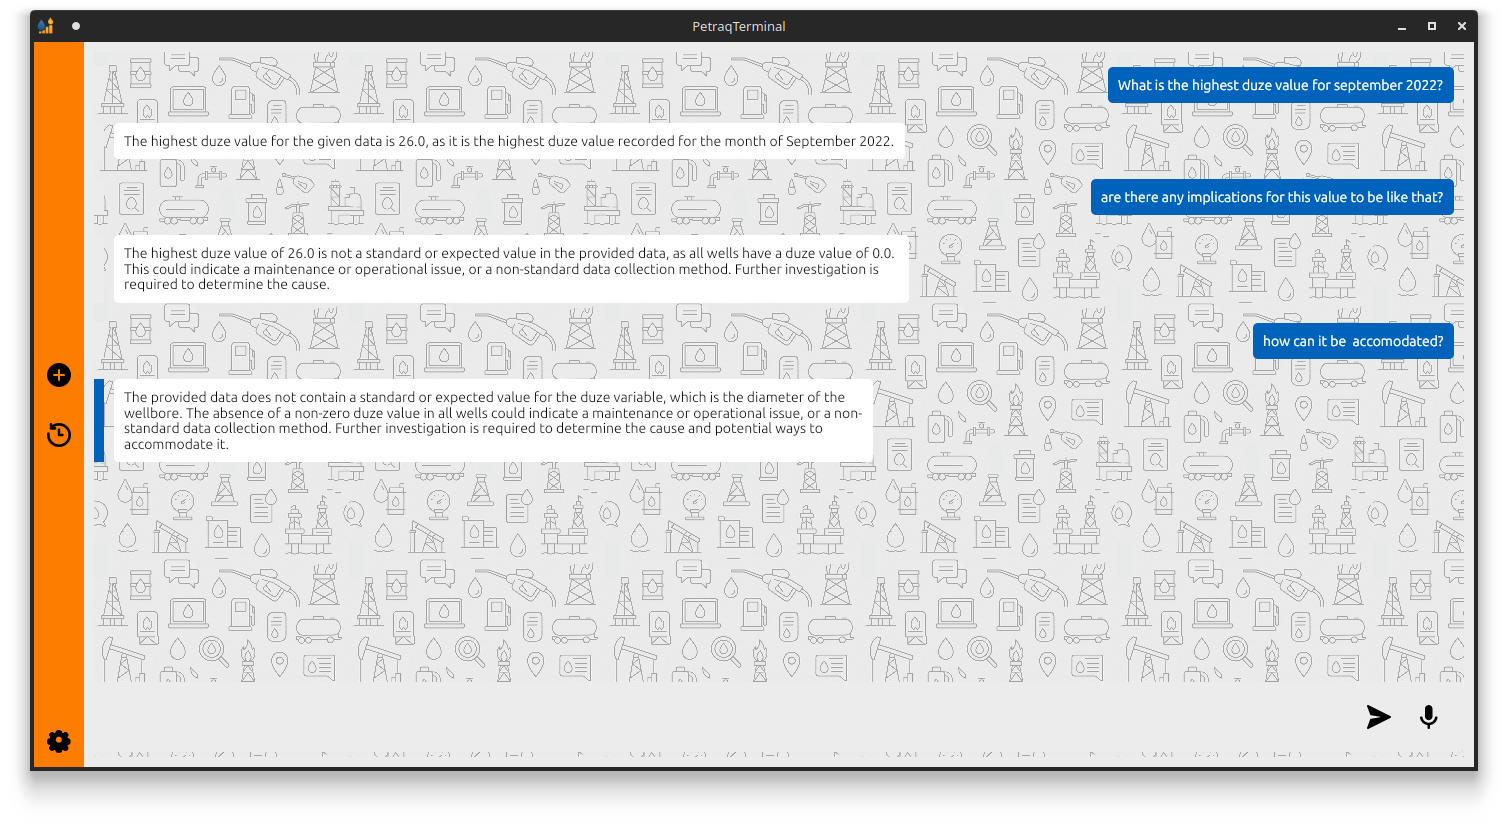 PetraqTerminal
What is the highest duze value for september 2022?
The highest duze value for the given data is 26.0, as it is the highest duze value recorded for the month of September 2022.
are there any implications for this value to be like that?
The highest duze value of 26.0 is not a standard or expected value in the provided data, as all wells have a duze value of 0.0.
This could indicate a maintenance or operational issue, or a non-standard data collection method. Further investigation is
required to determine the cause.
how can it be  accomodated?
The provided data does not contain a standard or expected value for the duze variable, which is the diameter of the
wellbore. The absence of a non-zero duze value in all wells could indicate a maintenance or operational issue, or a non-
standard data collection method. Further investigation is required to determine the cause and potential ways to
accommodate it.